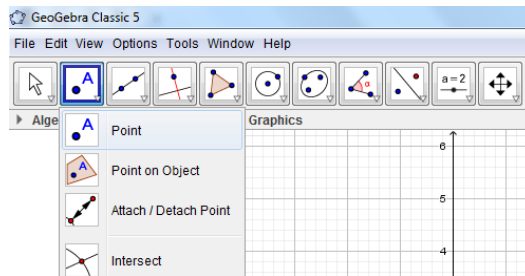 GeoGebra Classic 5
File Edit View Options Tools Window Help
A
α
a=2
Alge
Graphics
A
Point
A
Point on Object
Attach / Detach Point
Intersect
6
5
4